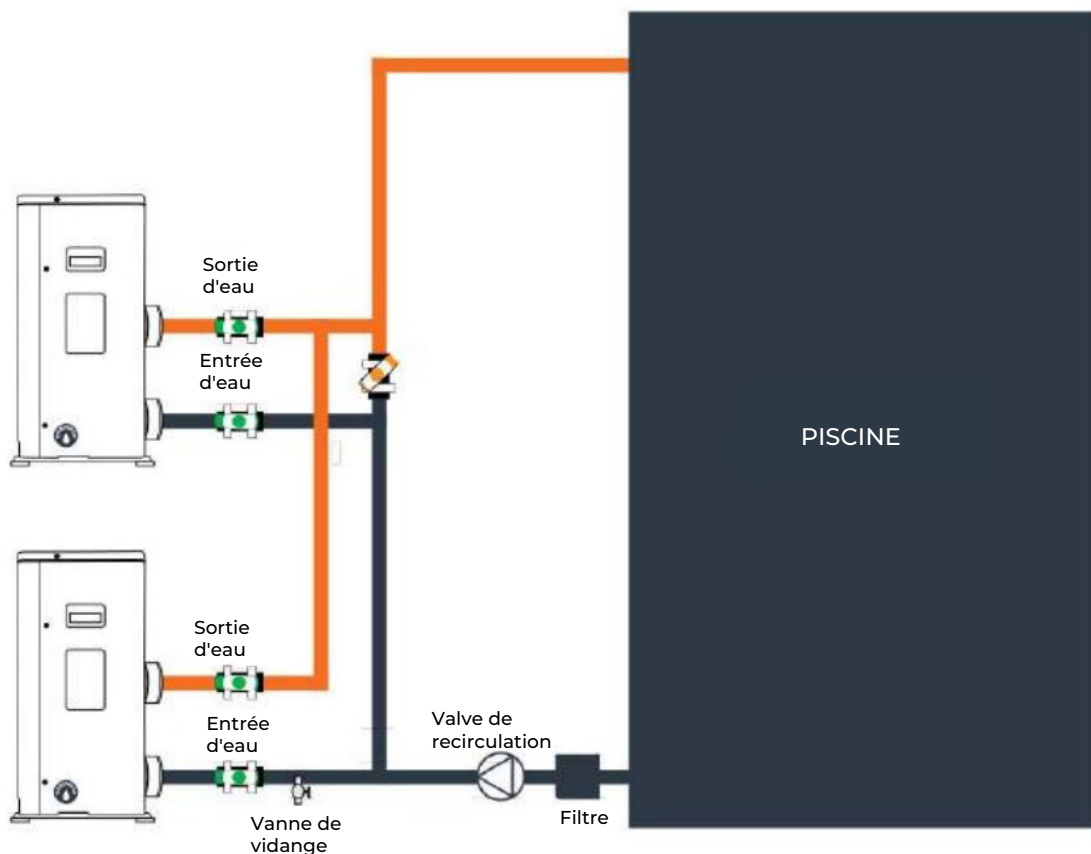 Sortie
d'eau
Entrée
d'eau
PISCINE
Sortie
d'eau
Entrée
d'eau
Valve de
recirculation
Vanne de
vidange
Filtre